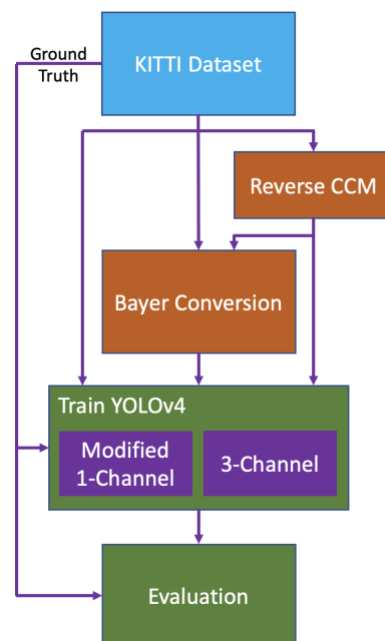 Ground
Truth
KITTI Dataset
Reverse CCM
Bayer Conversion
Train YOLOv4
Modified
1-Channel
3-Channel
Evaluation